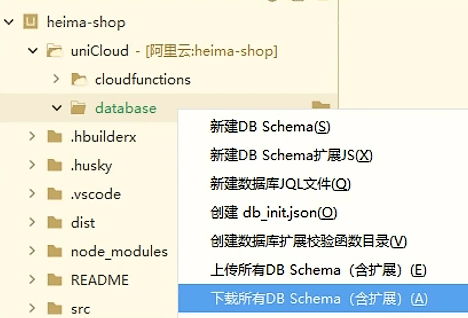 heima-shop
uniCloud - [阿里云:heima-shop]
cloudfunctions
database
.hbuilderx
.husky
.vscode
dist
node_modules
README
src
新建DB Schema(S)
新建DB Schema扩展JS(X)
新建数据库JQL文件(Q)
创建 db_init.json(O)
创建数据库扩展校验函数目录(V)
上传所有DB Schema（含扩展）(E)
下载所有DB Schema（含扩展）(A)